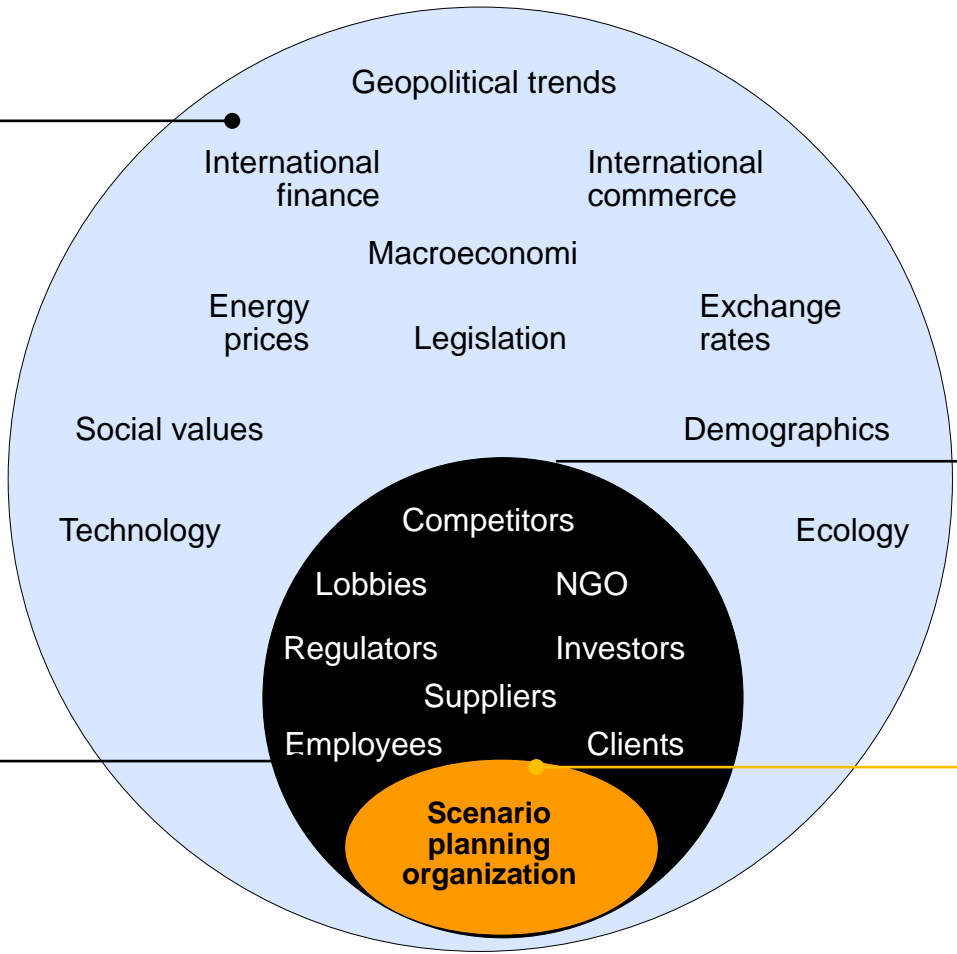 Geopolitical trends
International
finance
International
commerce
Macroeconomi
Energy
prices
Legislation
Exchange
rates
Social values
Demographics
Technology
Competitors
Ecology
Lobbies
NGO
Regulators
Investors
Suppliers
Employees
Clients
Scenario
planning
organization